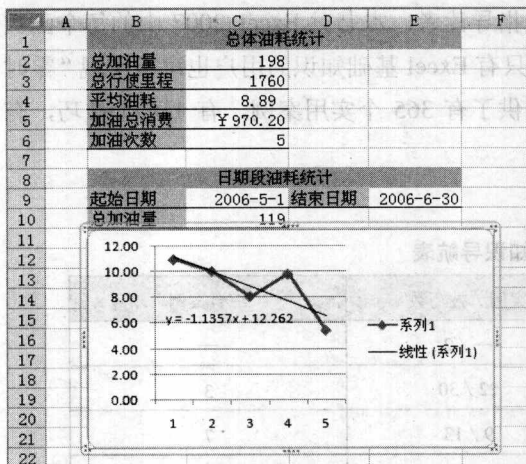 A B C D E F
1 总体油耗统计
2 总加油量 198
3 总行使里程 1760
4 平均油耗 8.89
5 加油总消费 ￥970.20
6 加油次数 5
7
8 日期段油耗统计
9 起始日期 2006-5-1 结束日期 2006-6-30
10 总加油量 119
11
12
13
14
15
16
17
18
19
20
21
22
12.00
10.00
8.00
6.00
4.00
2.00
0.00
y = -1.1357x + 12.262
1 2 3 4 5
系列1
线性 (系列1)